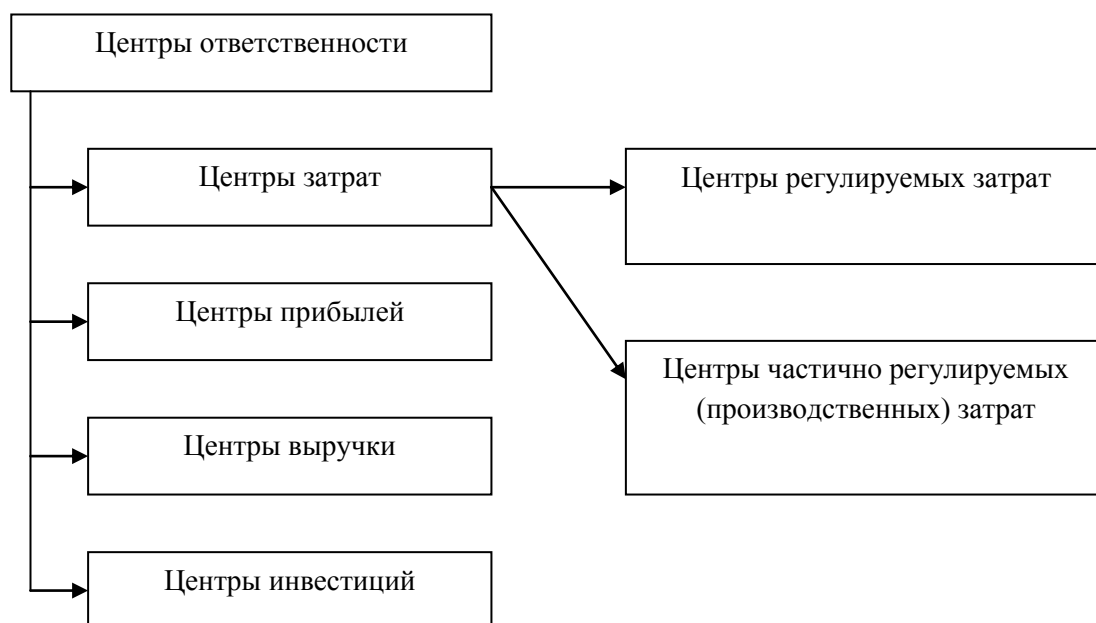 Центры ответственности
Центры затрат
Центры регулируемых затрат
Центры прибылей
Центры частично регулируемых
(производственных) затрат
Центры выручки
Центры инвестиций